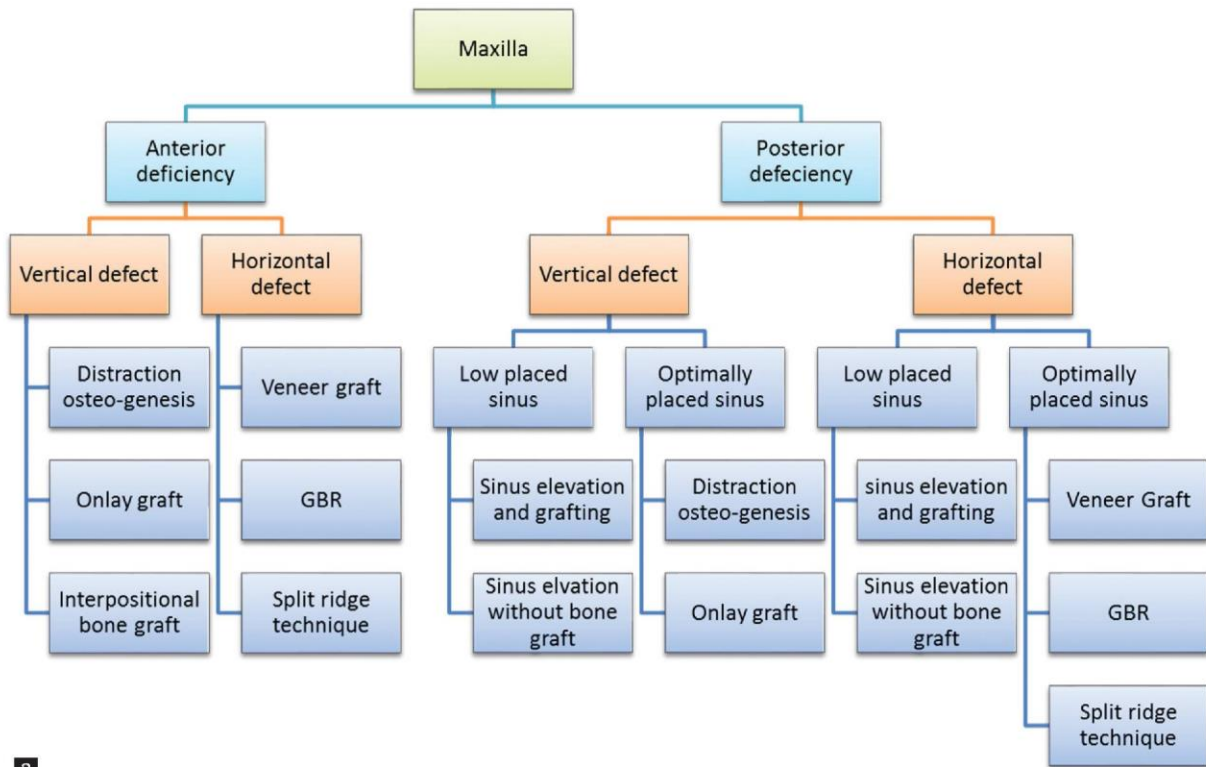 Maxilla
Anterior
deficiency
Posterior
defeciency
Vertical defect
Horizontal
defect
Vertical defect
Horizontal
defect
Distraction
osteo-genesis
Onlay graft
Interpositional
bone graft
Veneer graft
GBR
Split ridge
technique
Low placed
sinus
Sinus elevation
and grafting
Sinus elvation
without bone
graft
Optimally
placed sinus
Distraction
osteo-genesis
Onlay graft
Low placed
sinus
sinus elevation
and grafting
Sinus elevation
without bone
graft
Optimally
placed sinus
Veneer Graft
GBR
Split ridge
technique